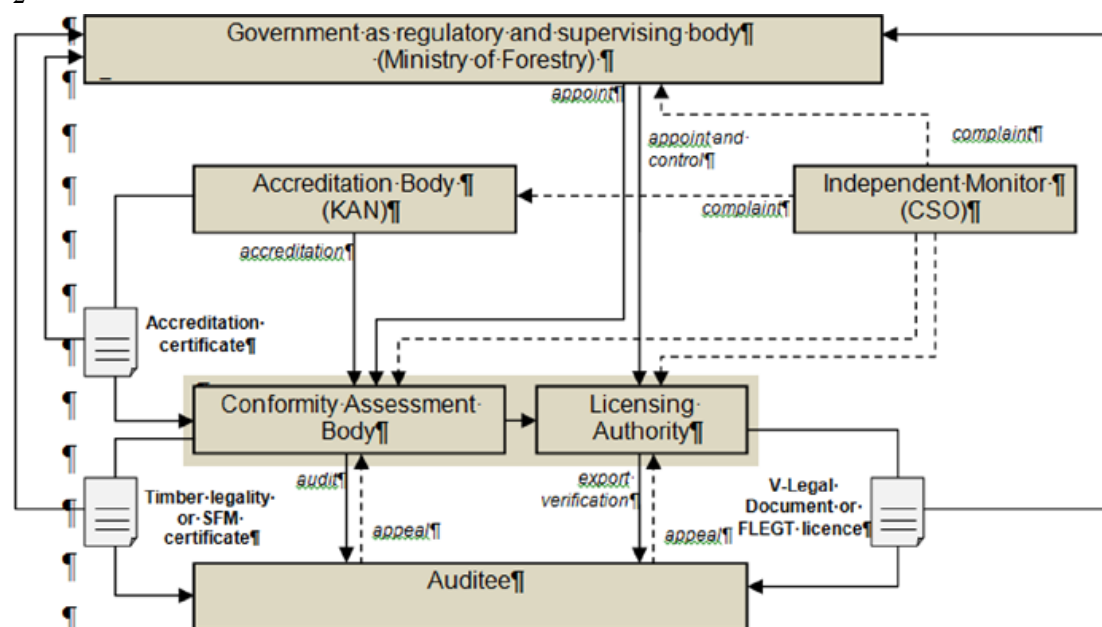 Government·as·regulatory·and·supervising·body¶
·(Ministry·of·Forestry)·¶
¶
¶
appoint¶
¶
appoint·and·
control¶
complaint¶
¶
Accreditation·Body·¶
(KAN)¶
Independent·Monitor·¶
(CSO)¶
complaint¶
¶
accreditation¶
¶
Accreditation·
certificate¶
¶
¶
Conformity·Assessment·
Body¶
Licensing·
Authority¶
¶
audit¶
export·
verification¶
¶
Timber·legality·
or·SFM·
certificate¶
V-Legal·
Document·or·
FLEGT·licence¶
appeal¶
appeal¶
¶
Auditee¶
¶